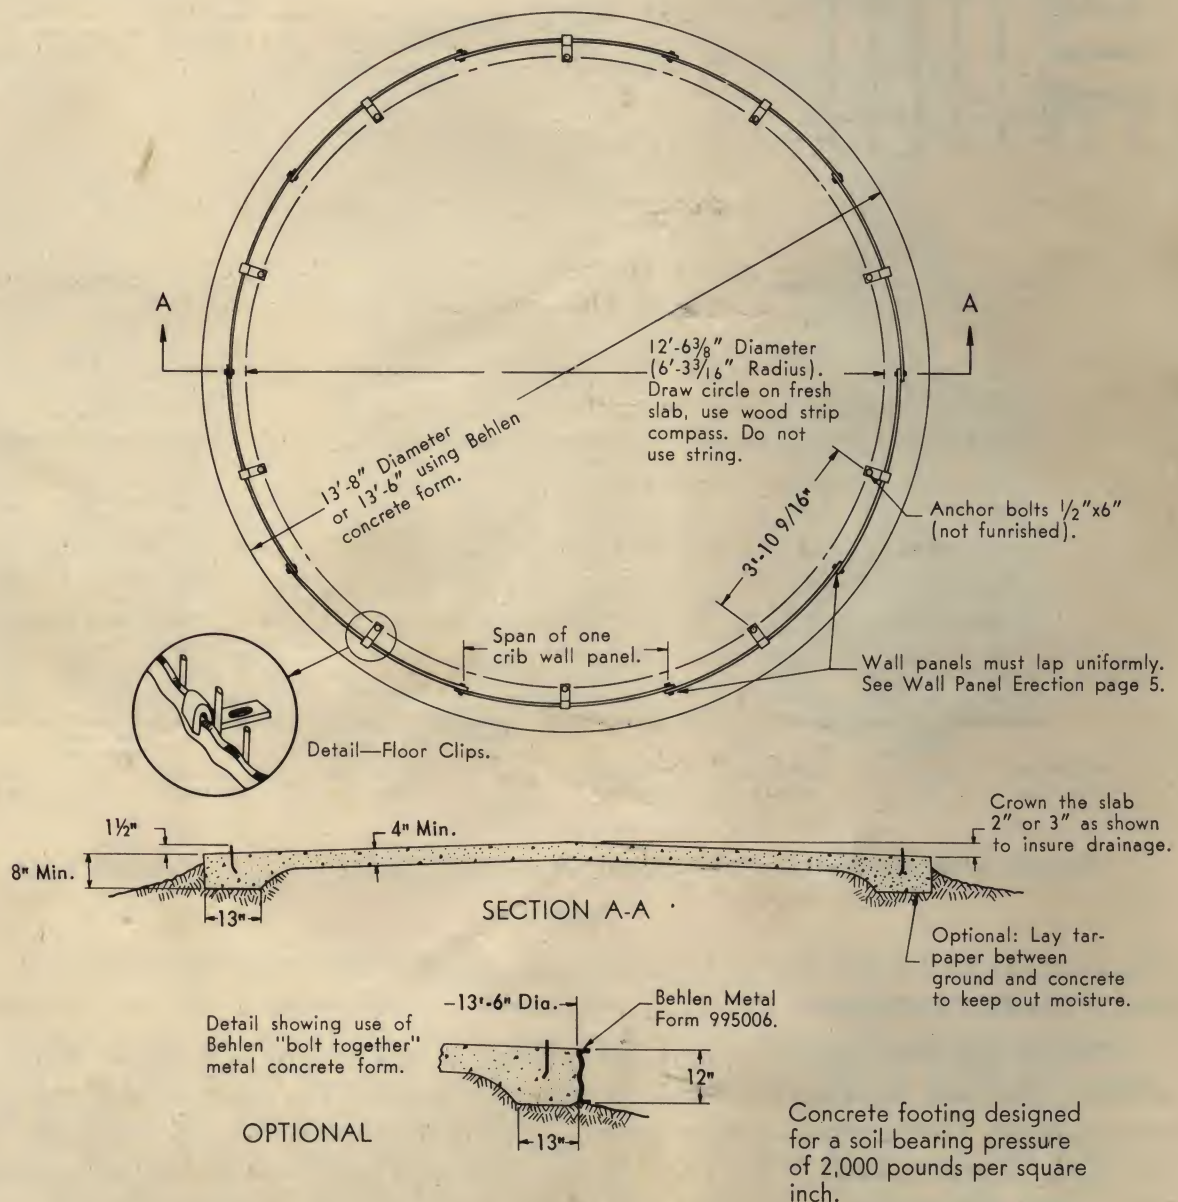 A
A
12'-6⅜" Diameter
(6'-3³⁄₁₆" Radius).
Draw circle on fresh
slab, use wood strip
compass. Do not
use string.
13'-8" Diameter
or 13'-6" using Behlen
concrete form.
3'-10 9/16"
Anchor bolts ½"x6"
(not funrished).
Span of one
crib wall panel.
Wall panels must lap uniformly.
See Wall Panel Erection page 5.
Detail—Floor Clips.
1½"
4" Min.
Crown the slab
2" or 3" as shown
to insure drainage.
8" Min.
13"
SECTION A-A
Optional: Lay tar-
paper between
ground and concrete
to keep out moisture.
13'-6" Dia.
Behlen Metal
Form 995006.
Detail showing use of
Behlen "bolt together"
metal concrete form.
12"
13"
OPTIONAL
Concrete footing designed
for a soil bearing pressure
of 2,000 pounds per square
inch.